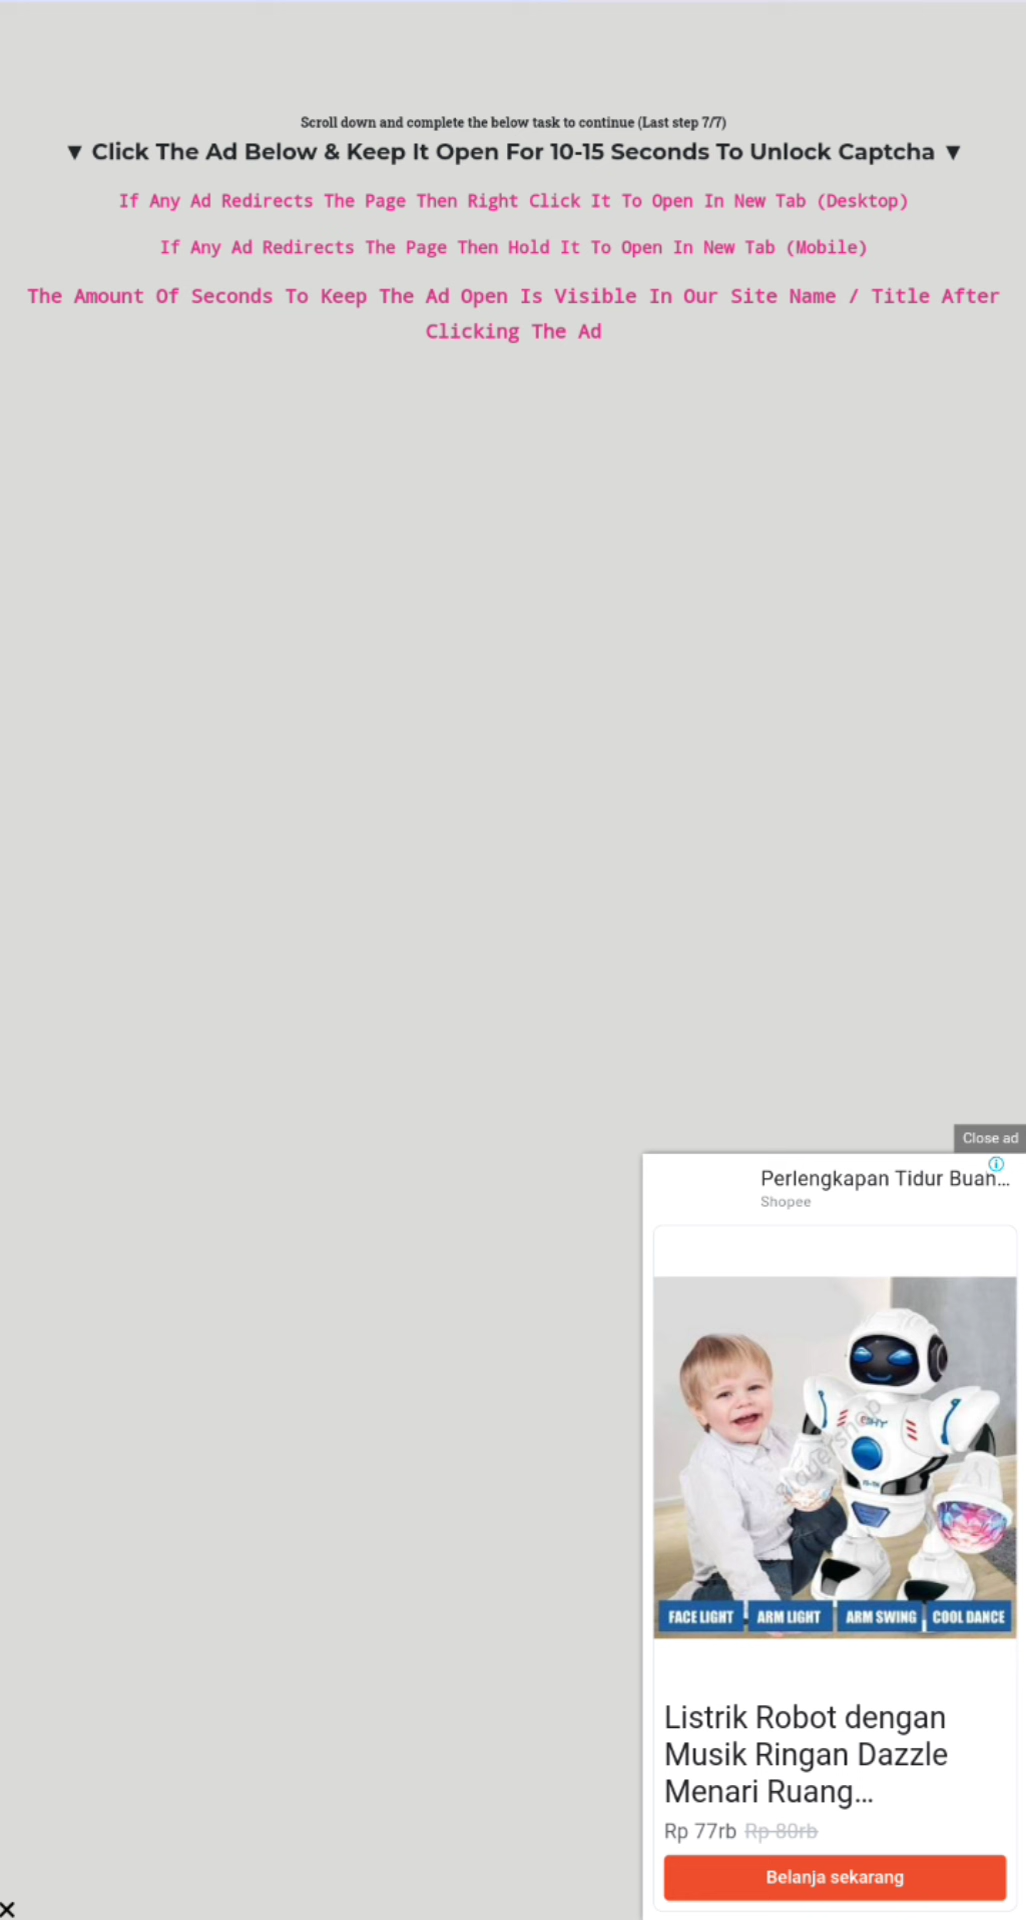 Scroll down and complete the below task to continue (Last step 7/7)
▼ Click The Ad Below & Keep It Open For 10-15 Seconds To Unlock Captcha ▼
If Any Ad Redirects The Page Then Right Click It To Open In New Tab (Desktop)
If Any Ad Redirects The Page Then Hold It To Open In New Tab (Mobile)
The Amount Of Seconds To Keep The Ad Open Is Visible In Our Site Name / Title After
Clicking The Ad
Close ad
Perlengkapan Tidur Buah...
Shopee
FACE LIGHT ARM LIGHT ARM SWING COOL DANCE
Listrik Robot dengan
Musik Ringan Dazzle
Menari Ruang...
Rp 77rb Rp 80rb
Belanja sekarang